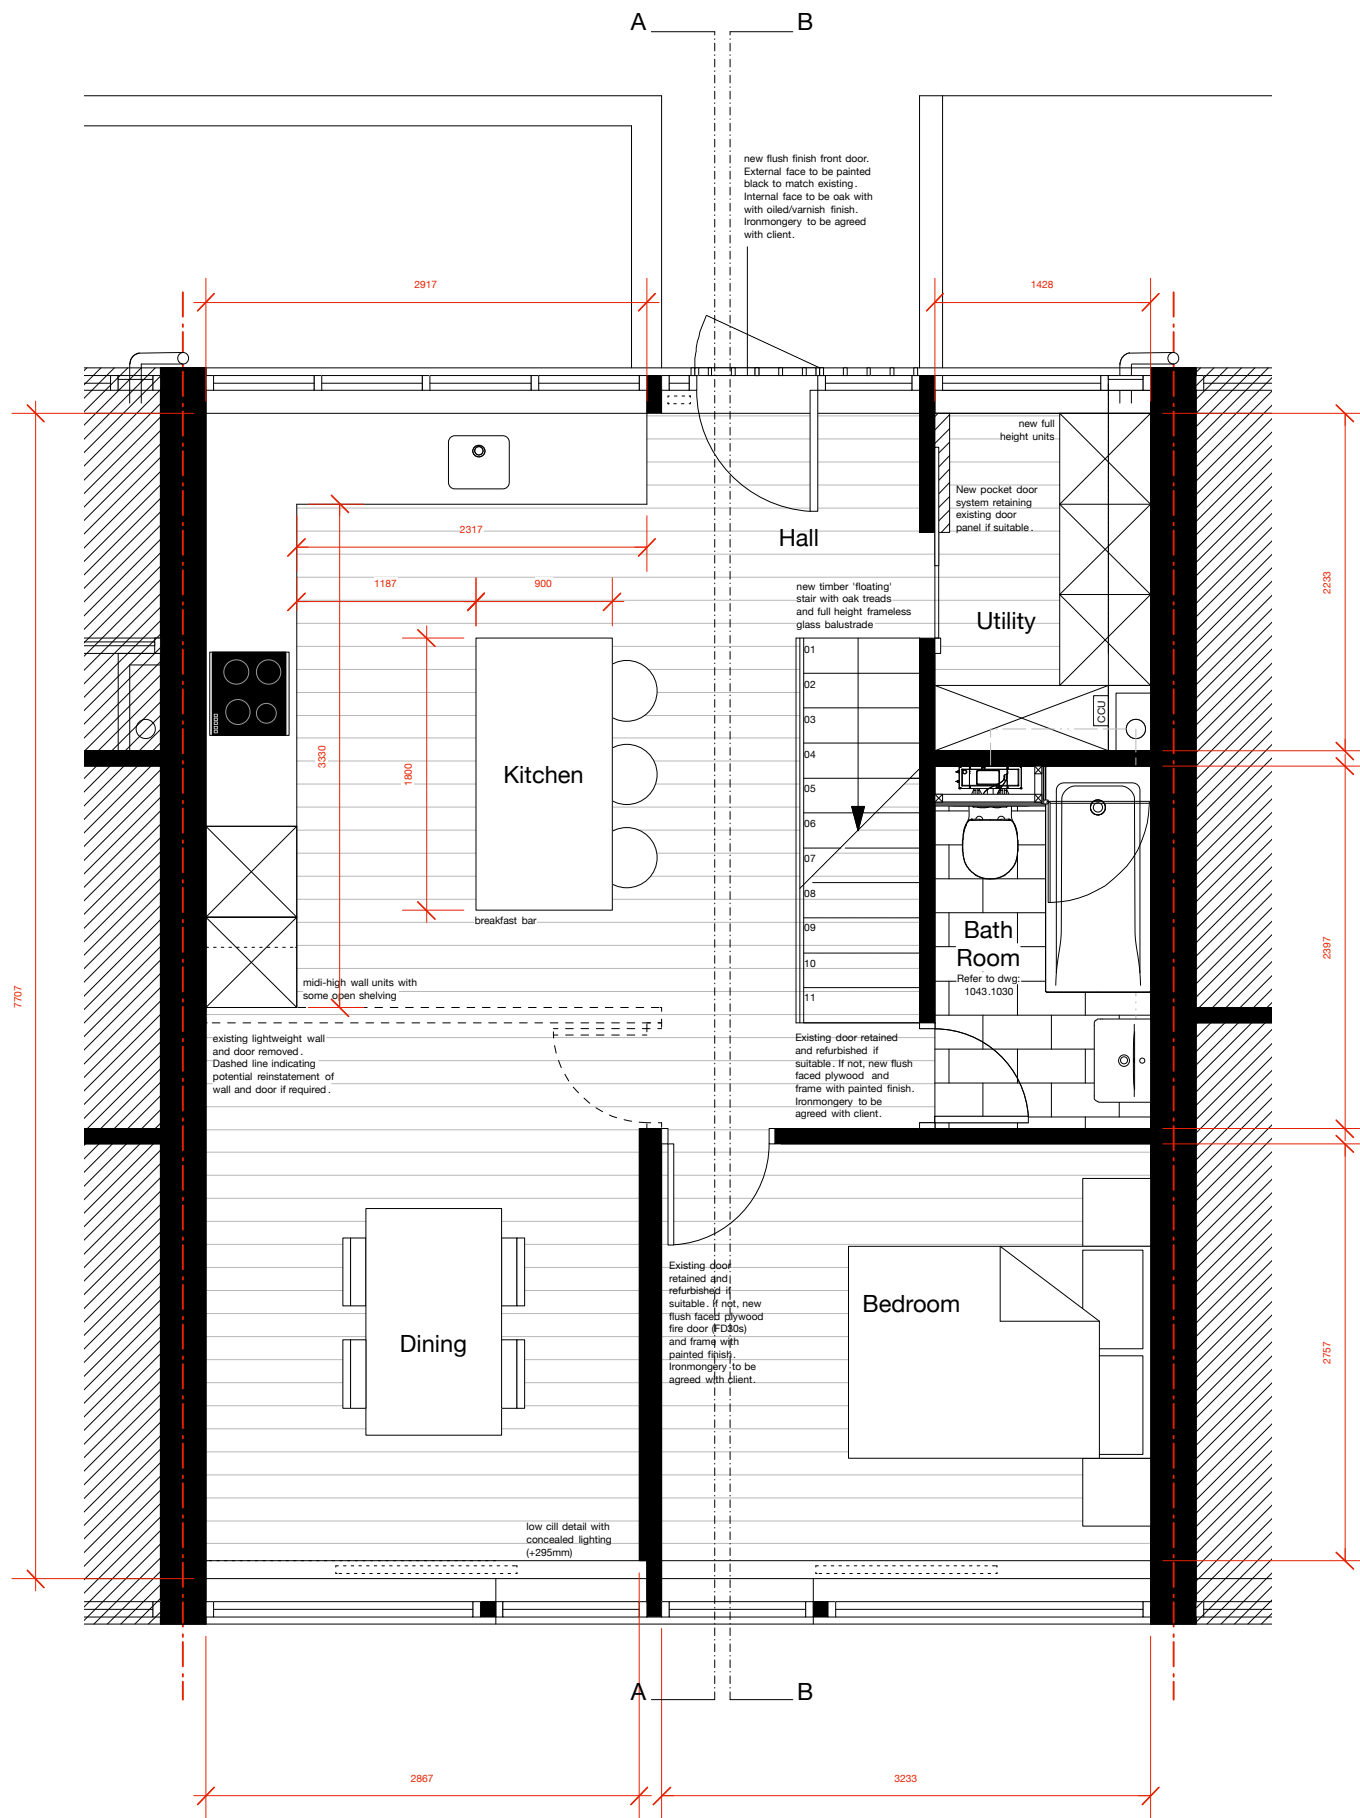 A
B
new flush finish front door.
External face to be painted
black to match existing.
Internal face to be oak with
with oiled/varnish finish.
Ironmongery to be agreed
with client.
2917
1428
new full
height units
New pocket door
system retaining
existing door
panel if suitable.
2317
Hall
1187
900
new timber 'floating'
stair with oak treads
and full height frameless
glass balustrade
Utility
2233
01
02
03
04
05
06
07
08
09
10
11
CCU
3330
1800
Kitchen
breakfast bar
Bath
Room
Refer to dwg:
1043.1030
2397
7707
midi-high wall units with
some open shelving
existing lightweight wall
and door removed.
Dashed line indicating
potential reinstatement of
wall and door if required.
Existing door retained
and refurbished if
suitable. If not, new flush
faced plywood and
frame with painted finish.
Ironmongery to be
agreed with client.
Existing door
retained and
refurbished if
suitable. If not, new
flush faced plywood
fire door (FD30s)
and frame with
painted finish.
Ironmongery to be
agreed with client.
Bedroom
2757
Dining
low cill detail with
concealed lighting
(+295mm)
A
B
2867
3233